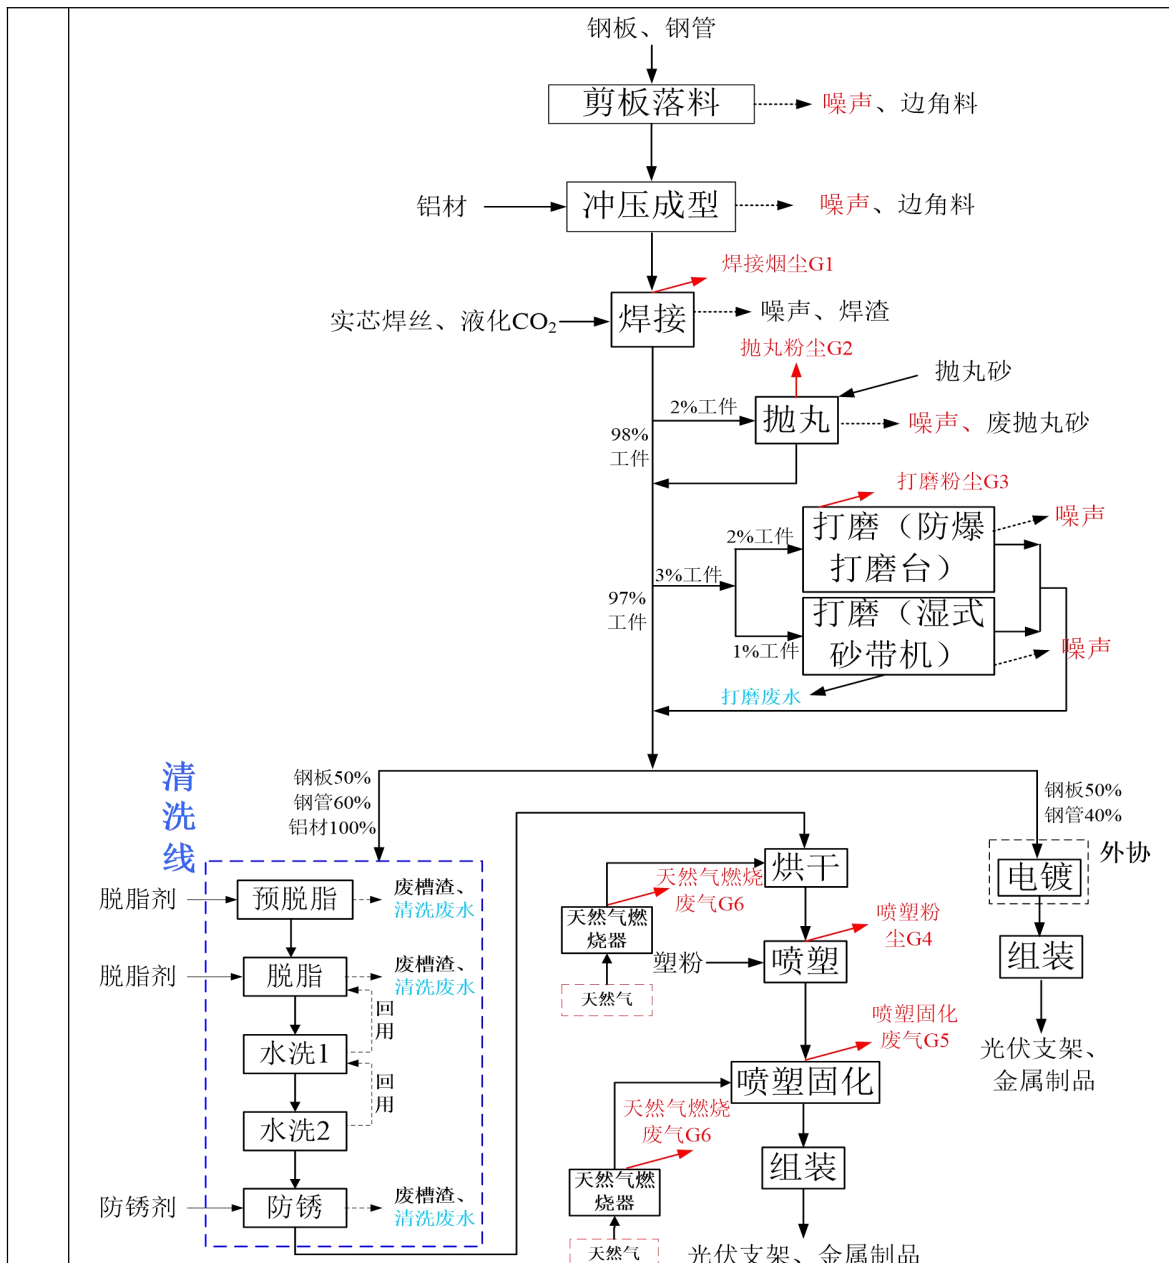 钢板、钢管
剪板落料
噪声、边角料
铝材
冲压成型
噪声、边角料
焊接烟尘G1
实芯焊丝、液化CO₂
焊接
噪声、焊渣
抛丸粉尘G2
抛丸砂
2%工件
抛丸
噪声、废抛丸砂
98%
工件
打磨粉尘G3
2%工件
打磨（防爆
打磨台）
噪声
3%工件
97%
工件
打磨（湿式
砂带机）
1%工件
噪声
打磨废水
清
洗
线
钢板50%
钢管60%
铝材100%
钢板50%
钢管40%
外协
电镀
组装
光伏支架、
金属制品
脱脂剂
预脱脂
废槽渣、
清洗废水
脱脂剂
脱脂
废槽渣、
清洗废水
回
用
水洗1
回
用
水洗2
防锈剂
防锈
废槽渣、
清洗废水
烘干
天然气燃烧
废气G6
天然气燃
烧器
天然气
喷塑粉
尘G4
塑粉
喷塑
喷塑固化
废气G5
喷塑固化
天然气燃烧
废气G6
天然气燃
烧器
天然气
组装
光伏支架、金属制品